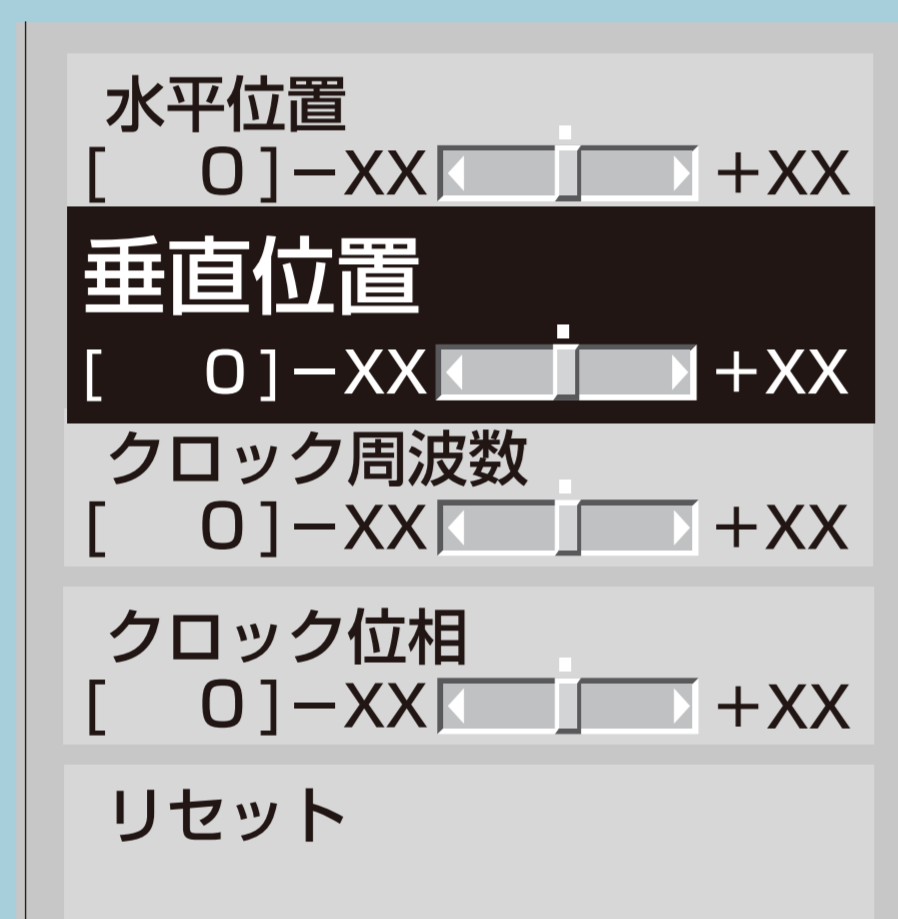 水平位置
[　0]－XX ＋XX
垂直位置
[　0]－XX ＋XX
クロック周波数
[　0]－XX ＋XX
クロック位相
[　0]－XX ＋XX
リセット